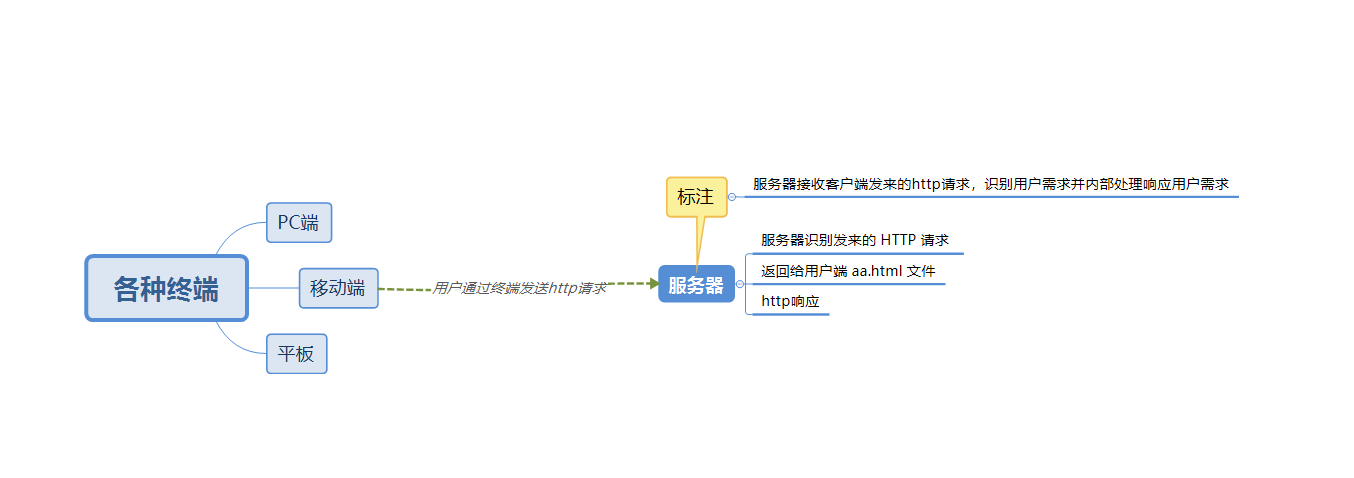 各种终端
PC端
移动端
平板
用户通过终端发送http请求
标注
服务器接收客户端发来的http请求，识别用户需求并内部处理响应用户需求
服务器
服务器识别发来的 HTTP 请求
返回给用户端 aa.html 文件
http响应